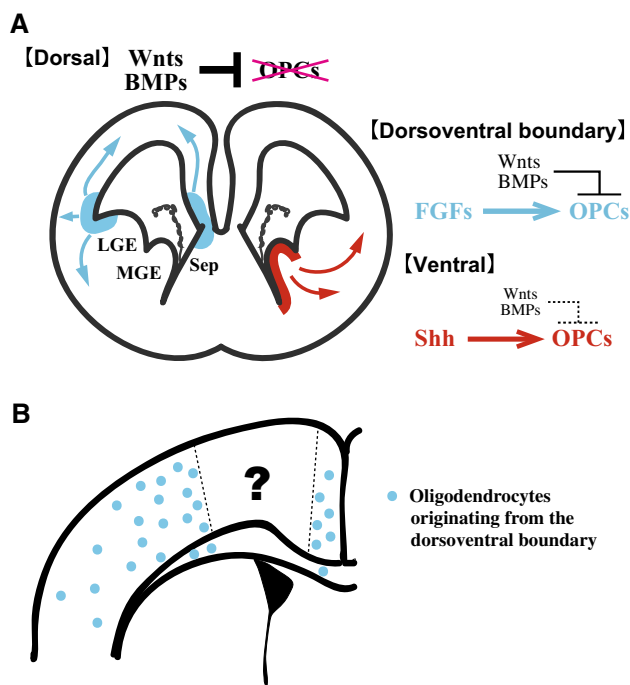 A
【Dorsal】
Wnts
BMPs
OPCs
【Dorsoventral boundary】
Wnts
BMPs
FGFs
OPCs
LGE
MGE
Sep
【Ventral】
Wnts
BMPs
Shh
OPCs
B
?
Oligodendrocytes
originating from the
dorsoventral boundary